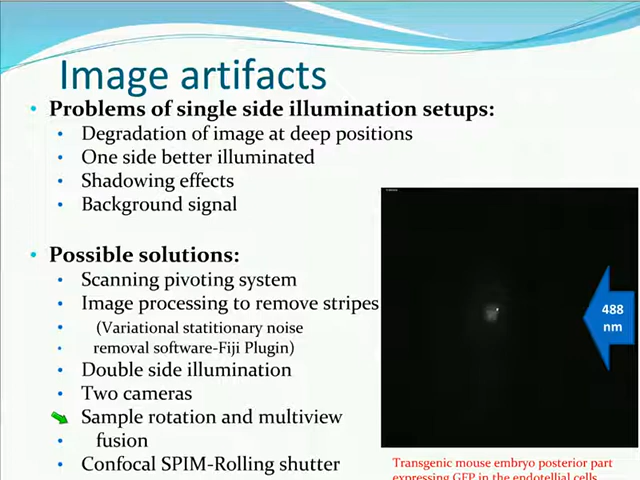 Image artifacts
Problems of single side illumination setups:
Degradation of image at deep positions
One side better illuminated
Shadowing effects
Background signal
Possible solutions:
Scanning pivoting system
Image processing to remove stripes
(Variational statitionary noise
removal software-Fiji Plugin)
Double side illumination
Two cameras
Sample rotation and multiview
fusion
Confocal SPIM-Rolling shutter
488
nm
Transgenic mouse embryo posterior part
expressing GFP in the endotellial cells